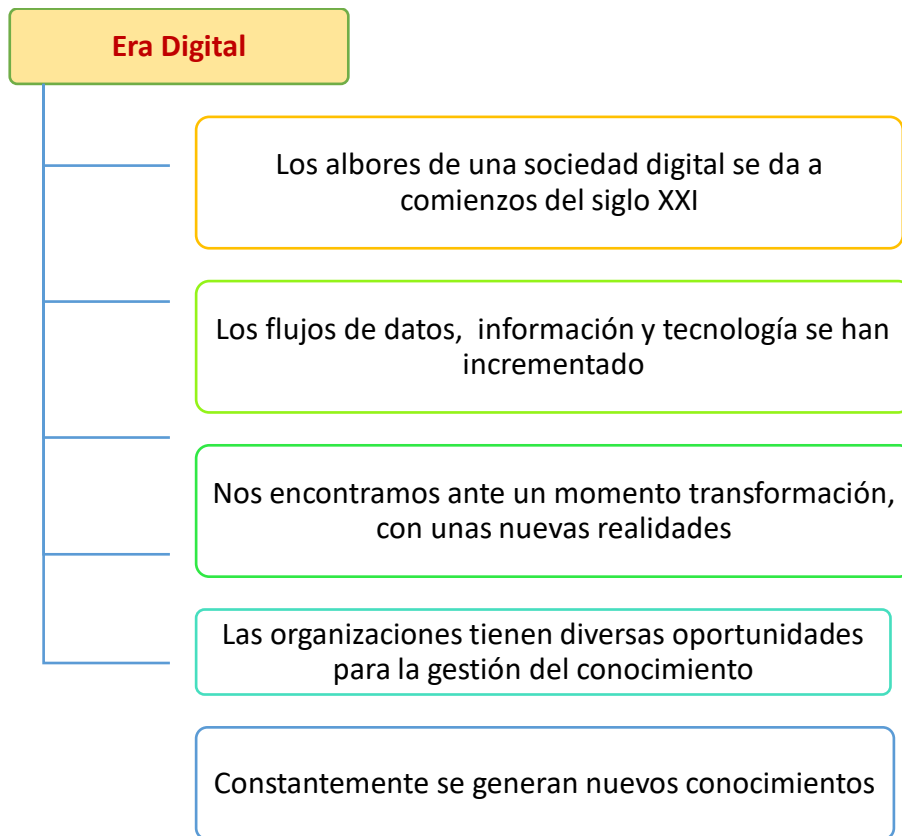 Era Digital
Los albores de una sociedad digital se da a
comienzos del siglo XXI
Los flujos de datos,  información y tecnología se han
incrementado
Nos encontramos ante un momento transformación,
con unas nuevas realidades
Las organizaciones tienen diversas oportunidades
para la gestión del conocimiento
Constantemente se generan nuevos conocimientos